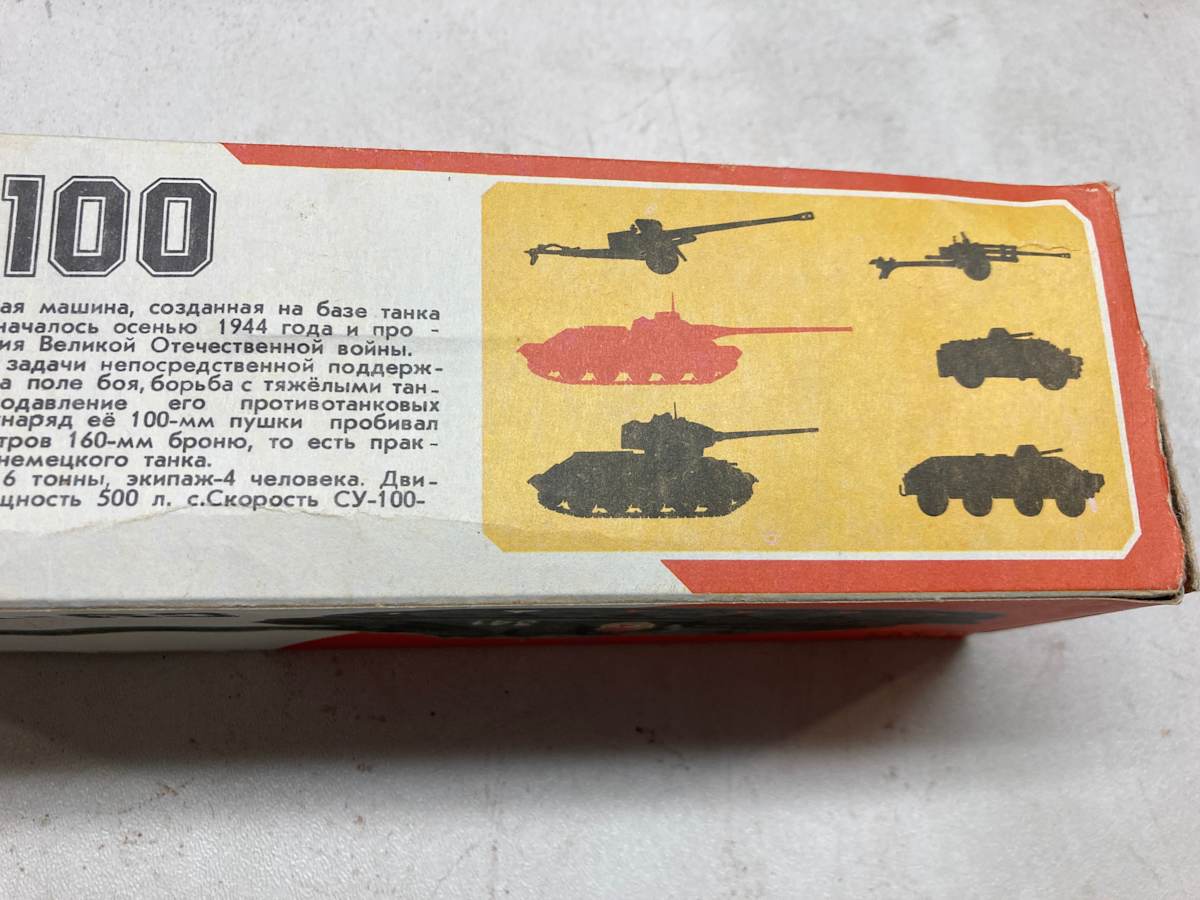 100
ая машина, созданная на базе танка
началось осенью 1944 года и про -
ия Великой Отечественной войны.
задачи непосредственной поддерж-
а поле боя, борьба с тяжёлыми тан-
одавление его противотанковых
наряд её 100-мм пушки пробивал
тров 160-мм броню, то есть прак -
немецкого танка.
6 тонны, экипаж-4 человека. Дви-
щность 500 л. с.Скорость СУ-100-